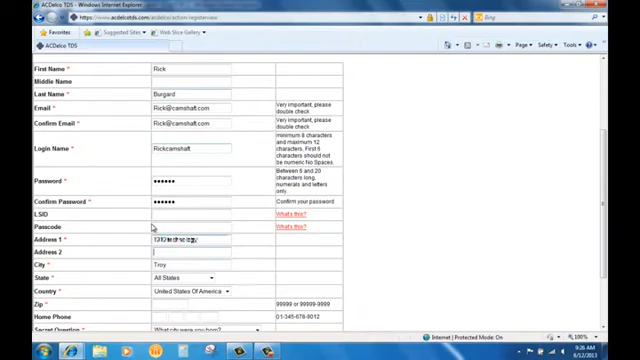 ACDelco TDS - Windows Internet Explorer
https://www.acdelcotds.com/acdelco/action/registerview
Bing
Favorites Suggested Sites Web Slice Gallery
ACDelco TDS Page Safety Tools
First Name * Rick
Middle Name
Last Name * Burgard
Email * Rick@camshaft.com Very important, please double check
Confirm Email * Rick@camshaft.com Very important, please double check
Login Name * Rickcamshaft minimum 8 characters and maximum 12 characters. First 6 characters should not be numeric No Spaces.
Password * •••••• Between 6 and 20 characters long, numerals and letters only.
Confirm Password * •••••• Confirm your password
LSID What's this?
Passcode What's this?
Address 1 * technology
Address 2
City * Troy
State * All States
Country * United States Of America
Zip * 99999 or 99999-9999
Home Phone 01-345-678-9012
Secret Question * What city were you born?
Internet | Protected Mode: On 100%
9:26 AM
6/12/2013